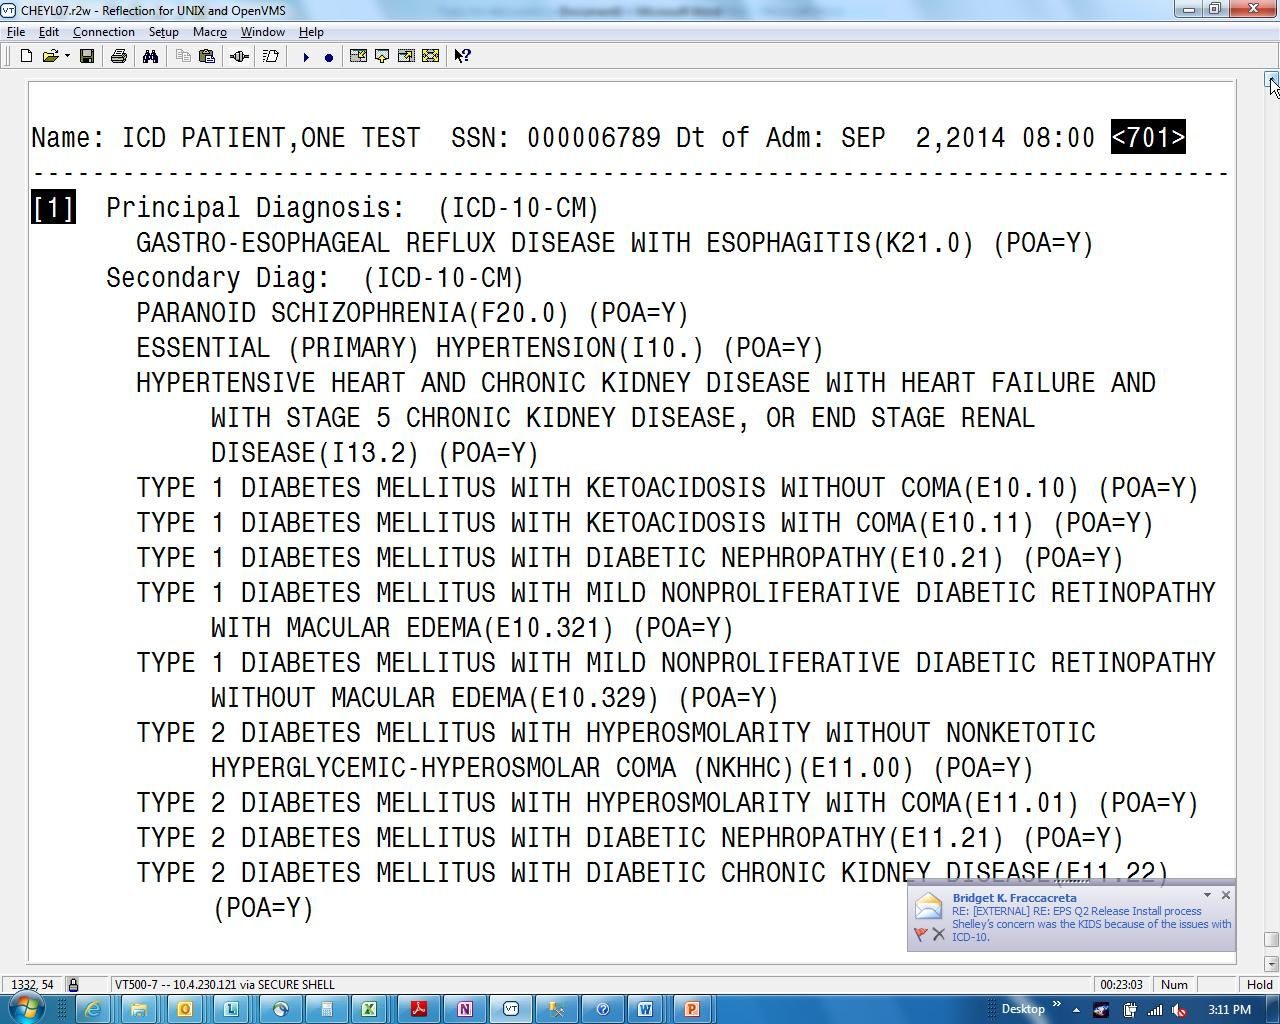 CHEYL07.r2w - Reflection for UNIX and OpenVMS
File Edit Connection Setup Macro Window Help
Name: ICD PATIENT,ONE TEST SSN: 000006789 Dt of Adm: SEP 2,2014 08:00 <701>
--------------------------------------------------------------------------------
[1] Principal Diagnosis: (ICD-10-CM)
GASTRO-ESOPHAGEAL REFLUX DISEASE WITH ESOPHAGITIS(K21.0) (POA=Y)
Secondary Diag: (ICD-10-CM)
PARANOID SCHIZOPHRENIA(F20.0) (POA=Y)
ESSENTIAL (PRIMARY) HYPERTENSION(I10.) (POA=Y)
HYPERTENSIVE HEART AND CHRONIC KIDNEY DISEASE WITH HEART FAILURE AND
WITH STAGE 5 CHRONIC KIDNEY DISEASE, OR END STAGE RENAL
DISEASE(I13.2) (POA=Y)
TYPE 1 DIABETES MELLITUS WITH KETOACIDOSIS WITHOUT COMA(E10.10) (POA=Y)
TYPE 1 DIABETES MELLITUS WITH KETOACIDOSIS WITH COMA(E10.11) (POA=Y)
TYPE 1 DIABETES MELLITUS WITH DIABETIC NEPHROPATHY(E10.21) (POA=Y)
TYPE 1 DIABETES MELLITUS WITH MILD NONPROLIFERATIVE DIABETIC RETINOPATHY
WITH MACULAR EDEMA(E10.321) (POA=Y)
TYPE 1 DIABETES MELLITUS WITH MILD NONPROLIFERATIVE DIABETIC RETINOPATHY
WITHOUT MACULAR EDEMA(E10.329) (POA=Y)
TYPE 2 DIABETES MELLITUS WITH HYPEROSMOLARITY WITHOUT NONKETOTIC
HYPERGLYCEMIC-HYPEROSMOLAR COMA (NKHHC)(E11.00) (POA=Y)
TYPE 2 DIABETES MELLITUS WITH HYPEROSMOLARITY WITH COMA(E11.01) (POA=Y)
TYPE 2 DIABETES MELLITUS WITH DIABETIC NEPHROPATHY(E11.21) (POA=Y)
TYPE 2 DIABETES MELLITUS WITH DIABETIC CHRONIC KIDNEY DISEASE(E11.22)
(POA=Y)
Bridget K. Fraccacreta
RE: [EXTERNAL] RE: EPS Q2 Release Install process
Shelley's concern was the KIDS because of the issues with
ICD-10.
1332, 54 VT500-7 -- 10.4.230.121 via SECURE SHELL 00:23:03 Num Hold
Desktop 3:11 PM